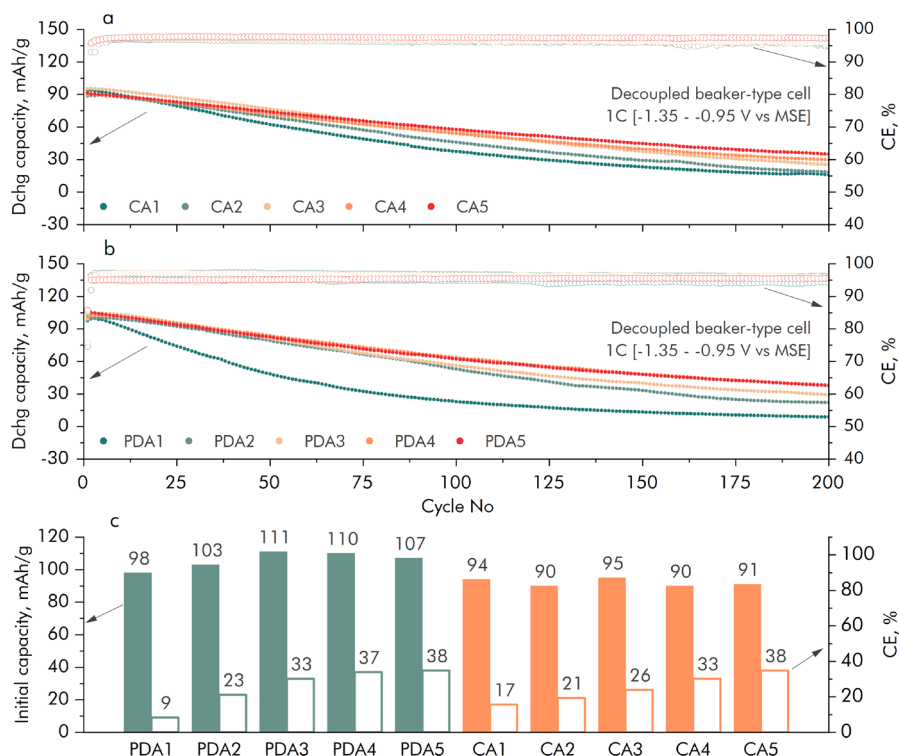 a
150
120
90
60
30
0
-30
Dchg capacity, mAh/g
100
90
80
70
60
50
40
CE, %
Decoupled beaker-type cell
1C [-1.35 - -0.95 V vs MSE]
CA1 CA2 CA3 CA4 CA5
b
150
120
90
60
30
0
-30
Dchg capacity, mAh/g
100
90
80
70
60
50
40
CE, %
Decoupled beaker-type cell
1C [-1.35 - -0.95 V vs MSE]
PDA1 PDA2 PDA3 PDA4 PDA5
0 25 50 75 100 125 150 175 200
Cycle No
c
120
100
80
60
40
20
0
Initial capacity, mAh/g
98 103 111 110 107 94 90 95 90 91
9 23 33 37 38 17 21 26 33 38
100
80
60
40
20
0
CE, %
PDA1 PDA2 PDA3 PDA4 PDA5 CA1 CA2 CA3 CA4 CA5